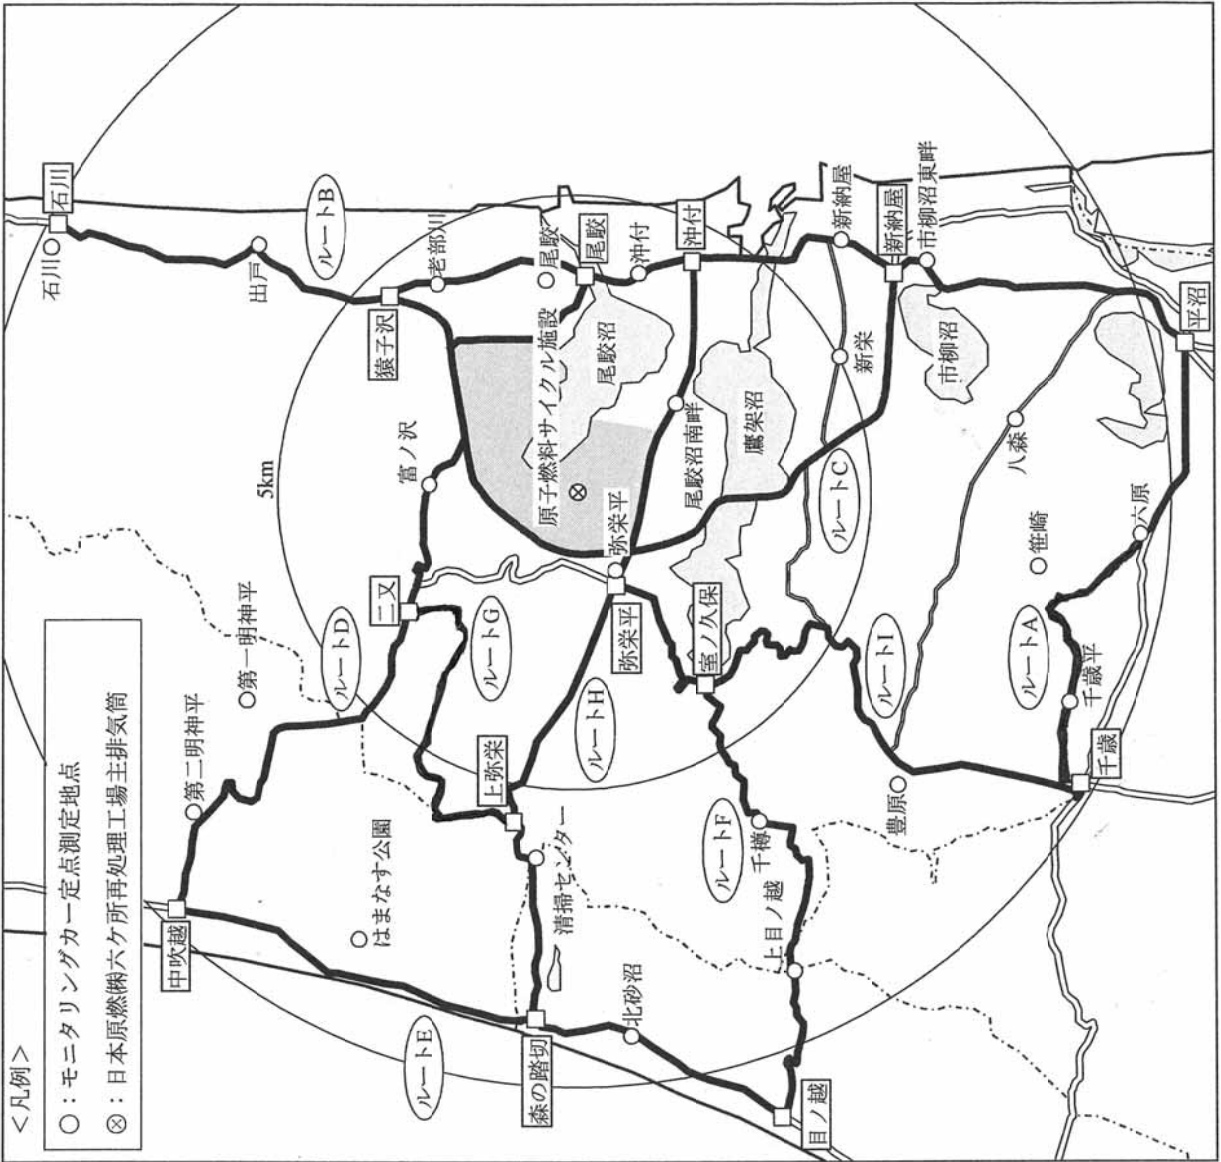 ＜凡例＞
○：モニタリングカー定点測定地点
⊗：日本原燃㈱六ケ所再処理工場主排気筒
中吹越
第二明神平
第一明神平
はまなす公園
ルートD
ルートE
ルートG
ルートH
5km
二又
富ノ沢
猿子沢
ルートB
石川
石川
出戸
老部川
尾駮
尾駮
沖付
沖付
原子燃料サイクル施設
尾駮沼
弥栄平
弥栄平
尾駮沼南畔
上弥栄
清掃センター
森の踏切
北砂沼
目ノ越
上目ノ越
千樽
ルートF
室ノ久保
鷹架沼
ルートC
新栄
新納屋
新納屋
市柳沼東畔
市柳沼
平沼
八森
笹崎
六原
ルートI
ルートA
豊原
千歳平
千歳